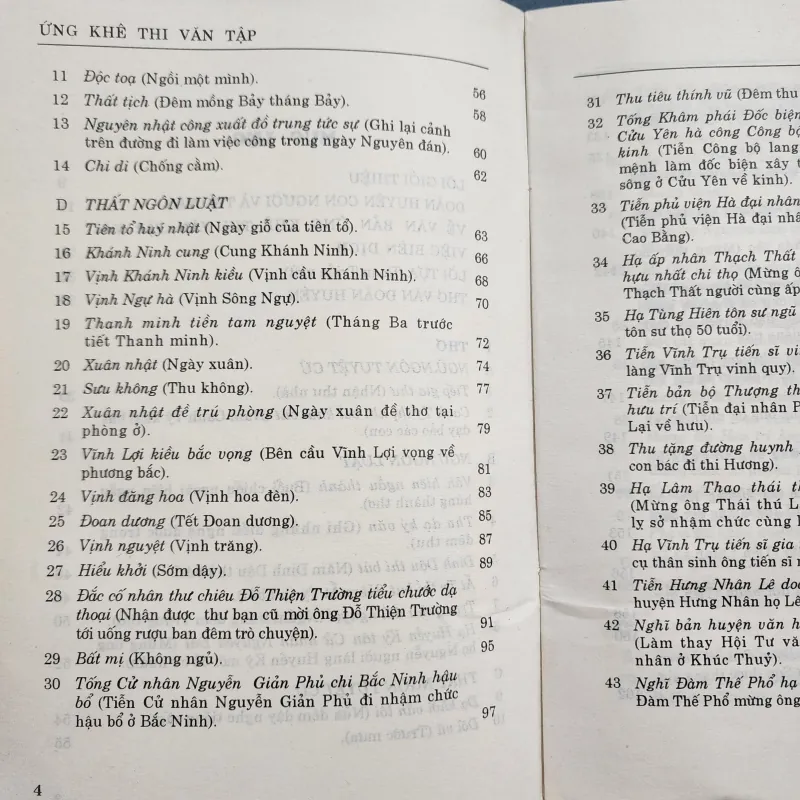 ỨNG KHÊ THI VĂN TẬP
11 Độc toạ (Ngồi một mình). 56
12 Thất tịch (Đêm mồng Bảy tháng Bảy). 58
13 Nguyên nhật công xuất đồ trung tức sự (Ghi lại cảnh
trên đường đi làm việc công trong ngày Nguyên đán). 60
14 Chi di (Chống cằm). 62
D THẤT NGÔN LUẬT
15 Tiên tổ huý nhật (Ngày giỗ của tiên tổ). 63
16 Khánh Ninh cung (Cung Khánh Ninh). 66
17 Vịnh Khánh Ninh kiều (Vịnh cầu Khánh Ninh). 68
18 Vịnh Ngự hà (Vịnh Sông Ngự). 70
19 Thanh minh tiền tam nguyệt (Tháng Ba trước
tiết Thanh minh). 72
20 Xuân nhật (Ngày xuân). 74
21 Sưu không (Thu không). 77
22 Xuân nhật đề trú phòng (Ngày xuân đề thơ tại
phòng ở). 79
23 Vĩnh Lợi kiều bắc vọng (Bên cầu Vĩnh Lợi vọng về
phương bắc). 81
24 Vịnh đăng hoa (Vịnh hoa đèn). 83
25 Đoan dương (Tết Đoan dương). 85
26 Vịnh nguyệt (Vịnh trăng). 87
27 Hiểu khởi (Sớm dậy). 89
28 Đắc cố nhân thư chiêu Đỗ Thiện Trường tiểu chước dạ
thoại (Nhận được thư bạn cũ mời ông Đỗ Thiện Trường
tới uống rượu ban đêm trò chuyện). 91
29 Bất mị (Không ngủ). 95
30 Tống Cử nhân Nguyễn Giản Phủ chi Bắc Ninh hậu
bổ (Tiễn Cử nhân Nguyễn Giản Phủ đi nhậm chức
hậu bổ ở Bắc Ninh). 97
4
31 Thu tiêu thính vũ (Đêm thu
32 Tống Khâm phái Đốc biện
Cửu Yên hà công Công bộ
kinh (Tiễn Công bộ lang
mệnh làm đốc biện xây
sông ở Cửu Yên về kinh).
33 Tiễn phủ viện Hà đại nhân
(Tiễn phủ viện Hà đại nhâ
Cao Bằng).
34 Hạ ấp nhân Thạch Thất
hựu nhất chi thọ (Mừng ô
Thạch Thất người cùng ấp
35 Hạ Tùng Hiên tôn sư ngũ
tôn sư thọ 50 tuổi).
36 Tiễn Vĩnh Trụ tiến sĩ vi
làng Vĩnh Trụ vinh quy).
37 Tiễn bản bộ Thượng th
hưu trí (Tiễn đại nhân
Lại về hưu).
38 Thu tặng đường huynh
con bác đi thi Hương).
39 Hạ Lâm Thao thái th
(Mừng ông Thái thú L
lỵ sở nhậm chức cùng
40 Hạ Vĩnh Trụ tiến sĩ gia
cụ thân sinh ông tiến sĩ
41 Tiễn Hưng Nhân Lê doã
huyện Hưng Nhân họ Lê
42 Nghĩ bản huyện văn h
(Làm thay Hội Tư vă
nhân ở Khúc Thuỷ).
43 Nghĩ Đàm Thế Phổ hạ
Đàm Thế Phổ mừng ông